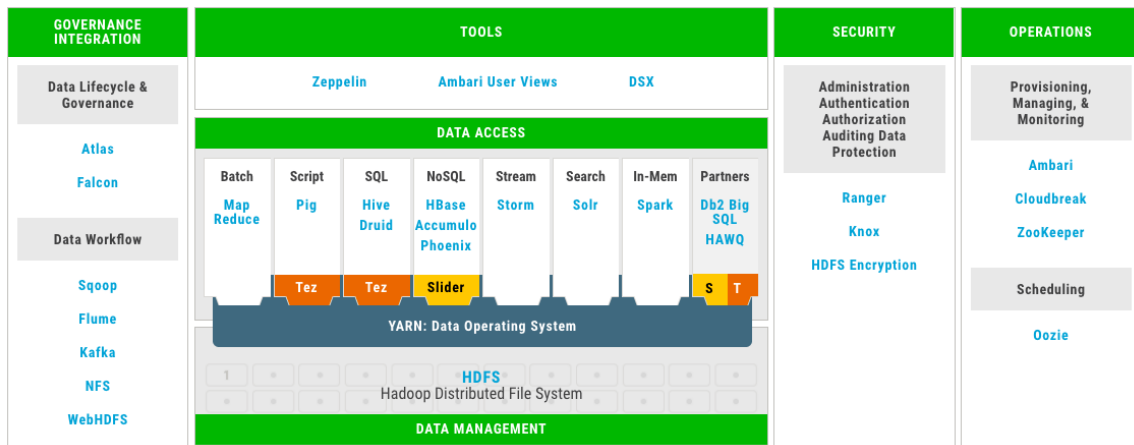 GOVERNANCE
INTEGRATION
Data Lifecycle &
Governance
Atlas
Falcon
Data Workflow
Sqoop
Flume
Kafka
NFS
WebHDFS
TOOLS
Zeppelin
Ambari User Views
DSX
DATA ACCESS
Batch
Map
Reduce
Script
Pig
Tez
SQL
Hive
Druid
Tez
NoSQL
HBase
Accumulo
Phoenix
Slider
Stream
Storm
Search
Solr
In-Mem
Spark
Partners
Db2 Big
SQL
HAWQ
S
T
YARN: Data Operating System
1
HDFS
Hadoop Distributed File System
DATA MANAGEMENT
SECURITY
Administration
Authentication
Authorization
Auditing Data
Protection
Ranger
Knox
HDFS Encryption
OPERATIONS
Provisioning,
Managing, &
Monitoring
Ambari
Cloudbreak
ZooKeeper
Scheduling
Oozie